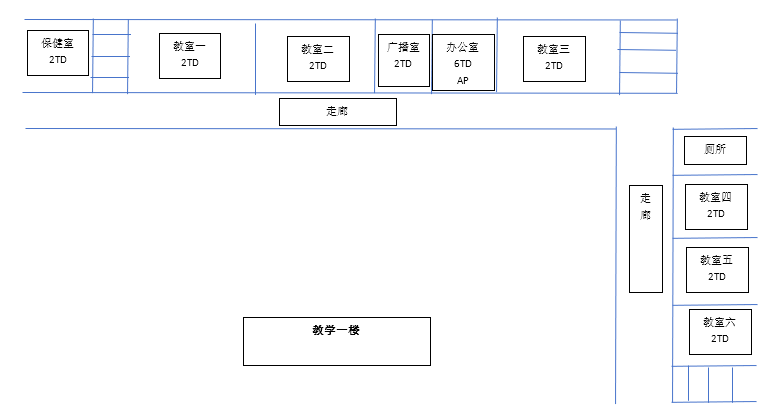 保健室
2TD
教室一
2TD
教室二
2TD
广播室
2TD
办公室
6TD
AP
教室三
2TD
走廊
厕所
走
廊
教室四
2TD
教室五
2TD
教室六
2TD
教学一楼